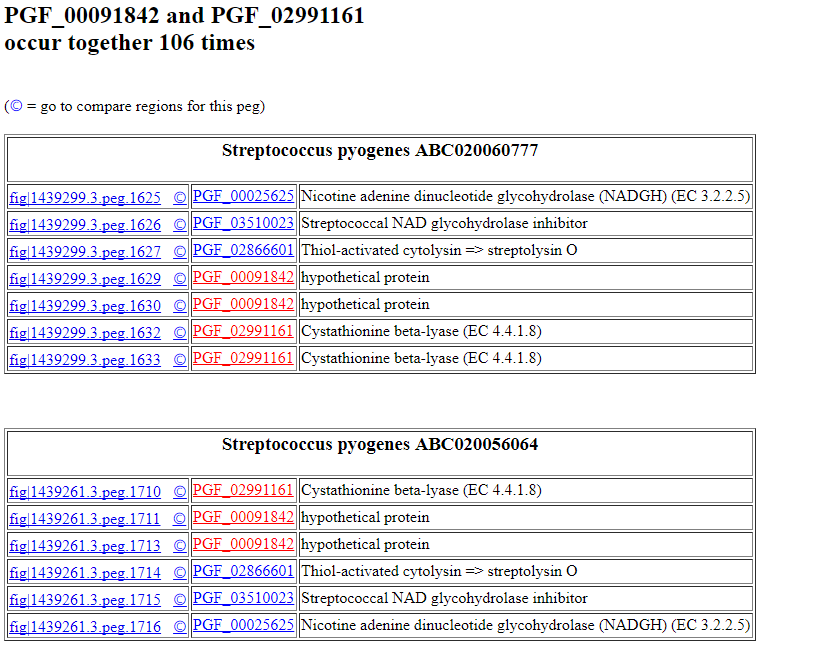 PGF_00091842 and PGF_02991161
occur together 106 times
(© = go to compare regions for this peg)
Streptococcus pyogenes ABC020060777
fig|1439299.3.peg.1625 © PGF_00025625 Nicotine adenine dinucleotide glycohydrolase (NADGH) (EC 3.2.2.5)
fig|1439299.3.peg.1626 © PGF_03510023 Streptococcal NAD glycohydrolase inhibitor
fig|1439299.3.peg.1627 © PGF_02866601 Thiol-activated cytolysin => streptolysin O
fig|1439299.3.peg.1629 © PGF_00091842 hypothetical protein
fig|1439299.3.peg.1630 © PGF_00091842 hypothetical protein
fig|1439299.3.peg.1632 © PGF_02991161 Cystathionine beta-lyase (EC 4.4.1.8)
fig|1439299.3.peg.1633 © PGF_02991161 Cystathionine beta-lyase (EC 4.4.1.8)
Streptococcus pyogenes ABC020056064
fig|1439261.3.peg.1710 © PGF_02991161 Cystathionine beta-lyase (EC 4.4.1.8)
fig|1439261.3.peg.1711 © PGF_00091842 hypothetical protein
fig|1439261.3.peg.1713 © PGF_00091842 hypothetical protein
fig|1439261.3.peg.1714 © PGF_02866601 Thiol-activated cytolysin => streptolysin O
fig|1439261.3.peg.1715 © PGF_03510023 Streptococcal NAD glycohydrolase inhibitor
fig|1439261.3.peg.1716 © PGF_00025625 Nicotine adenine dinucleotide glycohydrolase (NADGH) (EC 3.2.2.5)